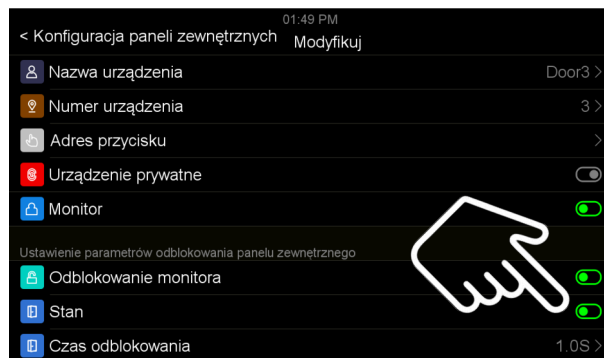 01:49 PM
< Konfiguracja paneli zewnętrznych Modyfikuj
Nazwa urządzenia Door3 >
Numer urządzenia 3 >
Adres przycisku >
Urządzenie prywatne
Monitor
Ustawienie parametrów odblokowania panelu zewnętrznego
Odblokowanie monitora
Stan
Czas odblokowania 1.0S >